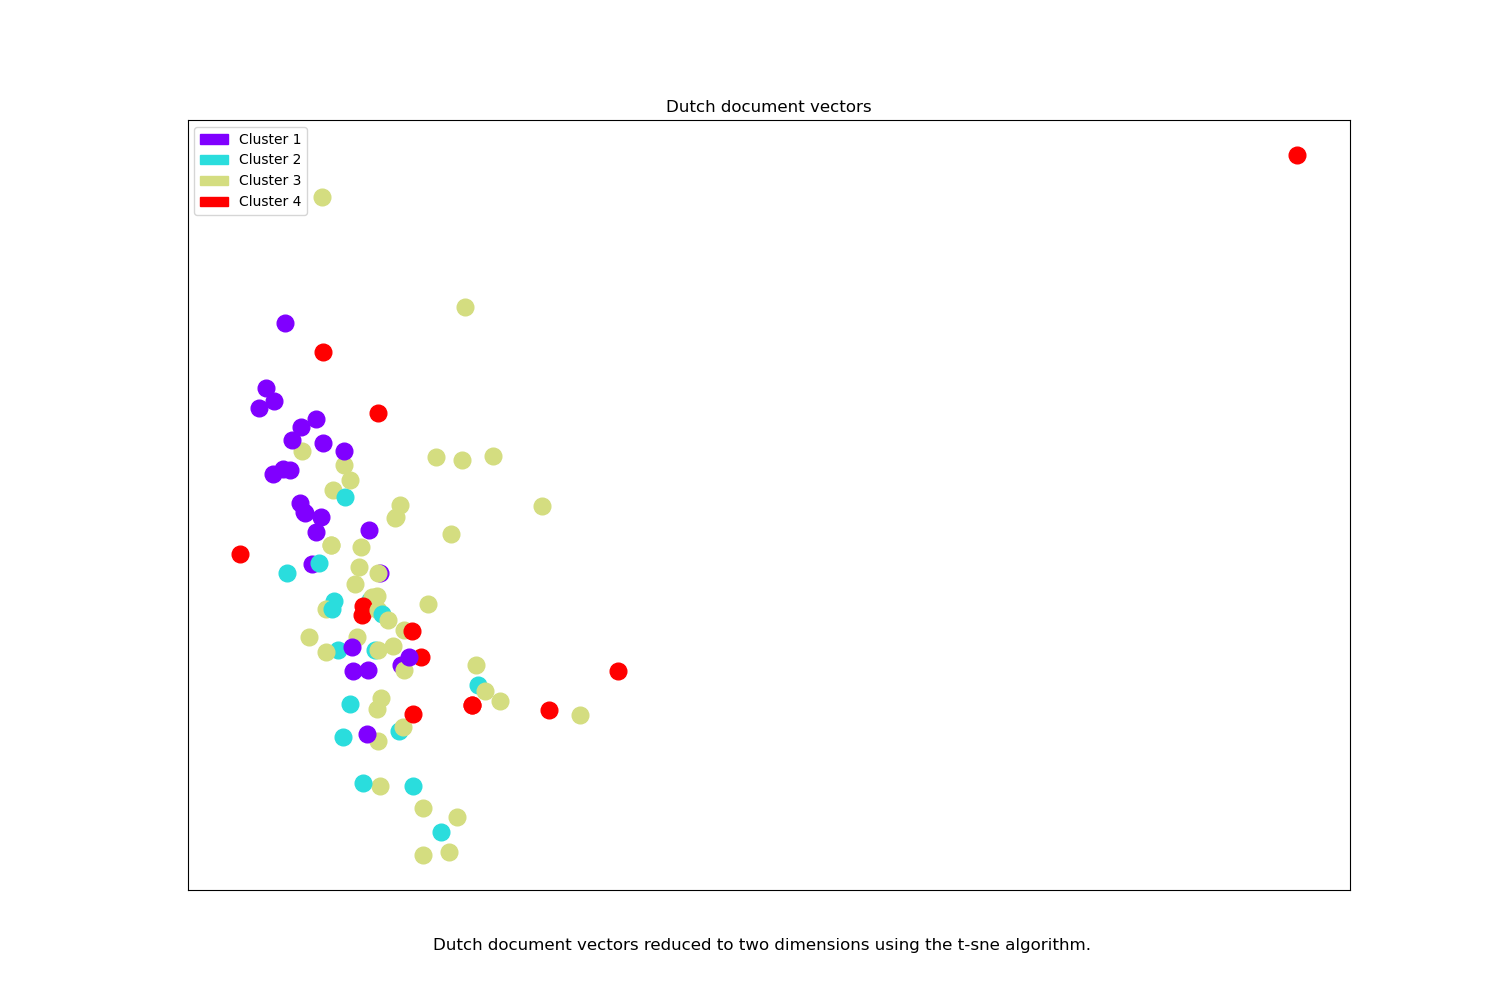 Dutch document vectors
Cluster 1
Cluster 2
Cluster 3
Cluster 4
Dutch document vectors reduced to two dimensions using the t-sne algorithm.